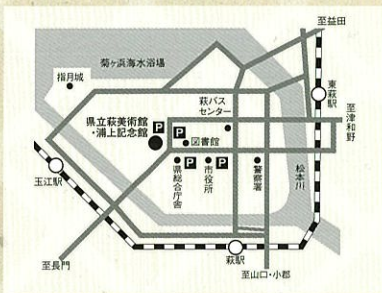 至益田
菊ヶ浜海水浴場
指月城
東萩駅
萩バス
センター
至津和野
県立萩美術館
・浦上記念館
P
P
図書館
P
P
県総合庁舎
市役所
警察署
松本川
玉江駅
萩駅
至長門
至山口・小郡